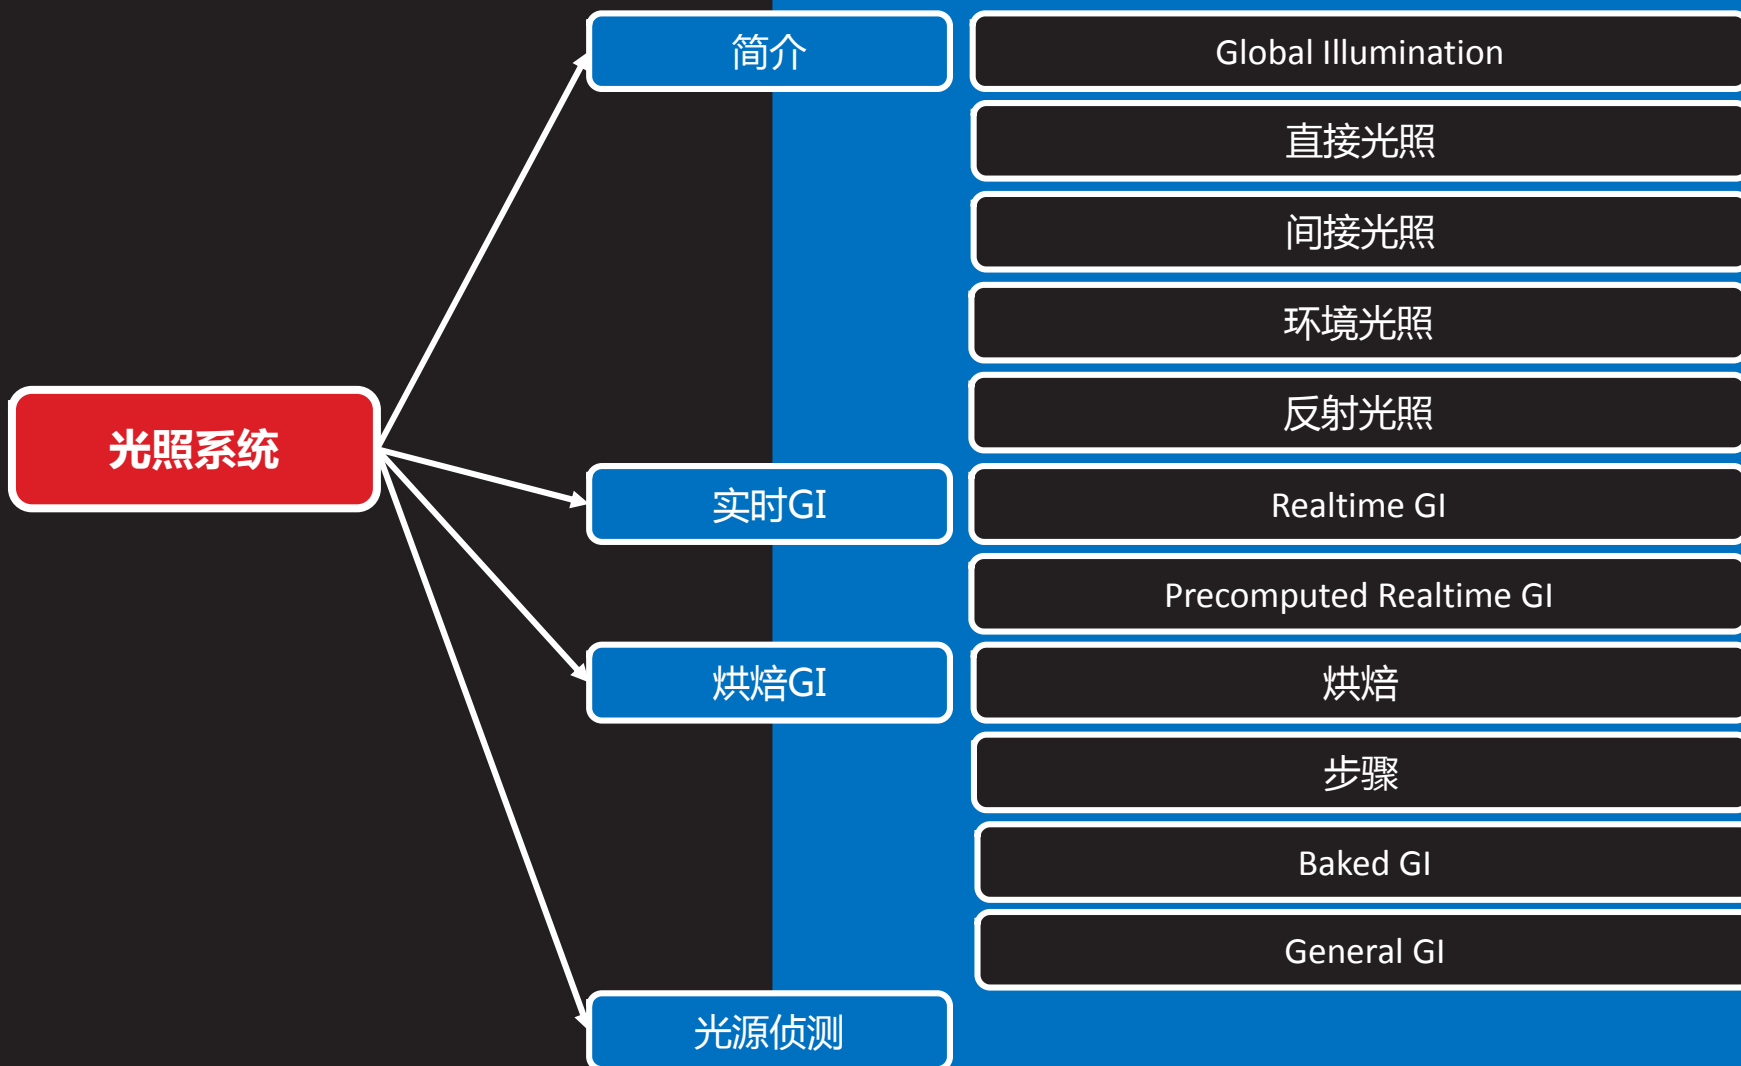 简介
Global Illumination
直接光照
间接光照
环境光照
反射光照
光照系统
实时GI
Realtime GI
Precomputed Realtime GI
烘焙GI
烘焙
步骤
Baked GI
General GI
光源侦测